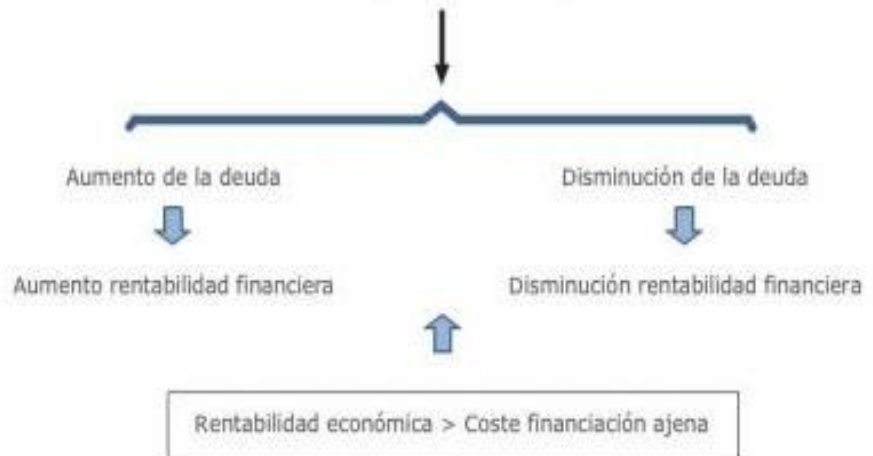 Aumento de la deuda
Disminución de la deuda
Aumento rentabilidad financiera
Disminución rentabilidad financiera
Rentabilidad económica > Coste financiación ajena